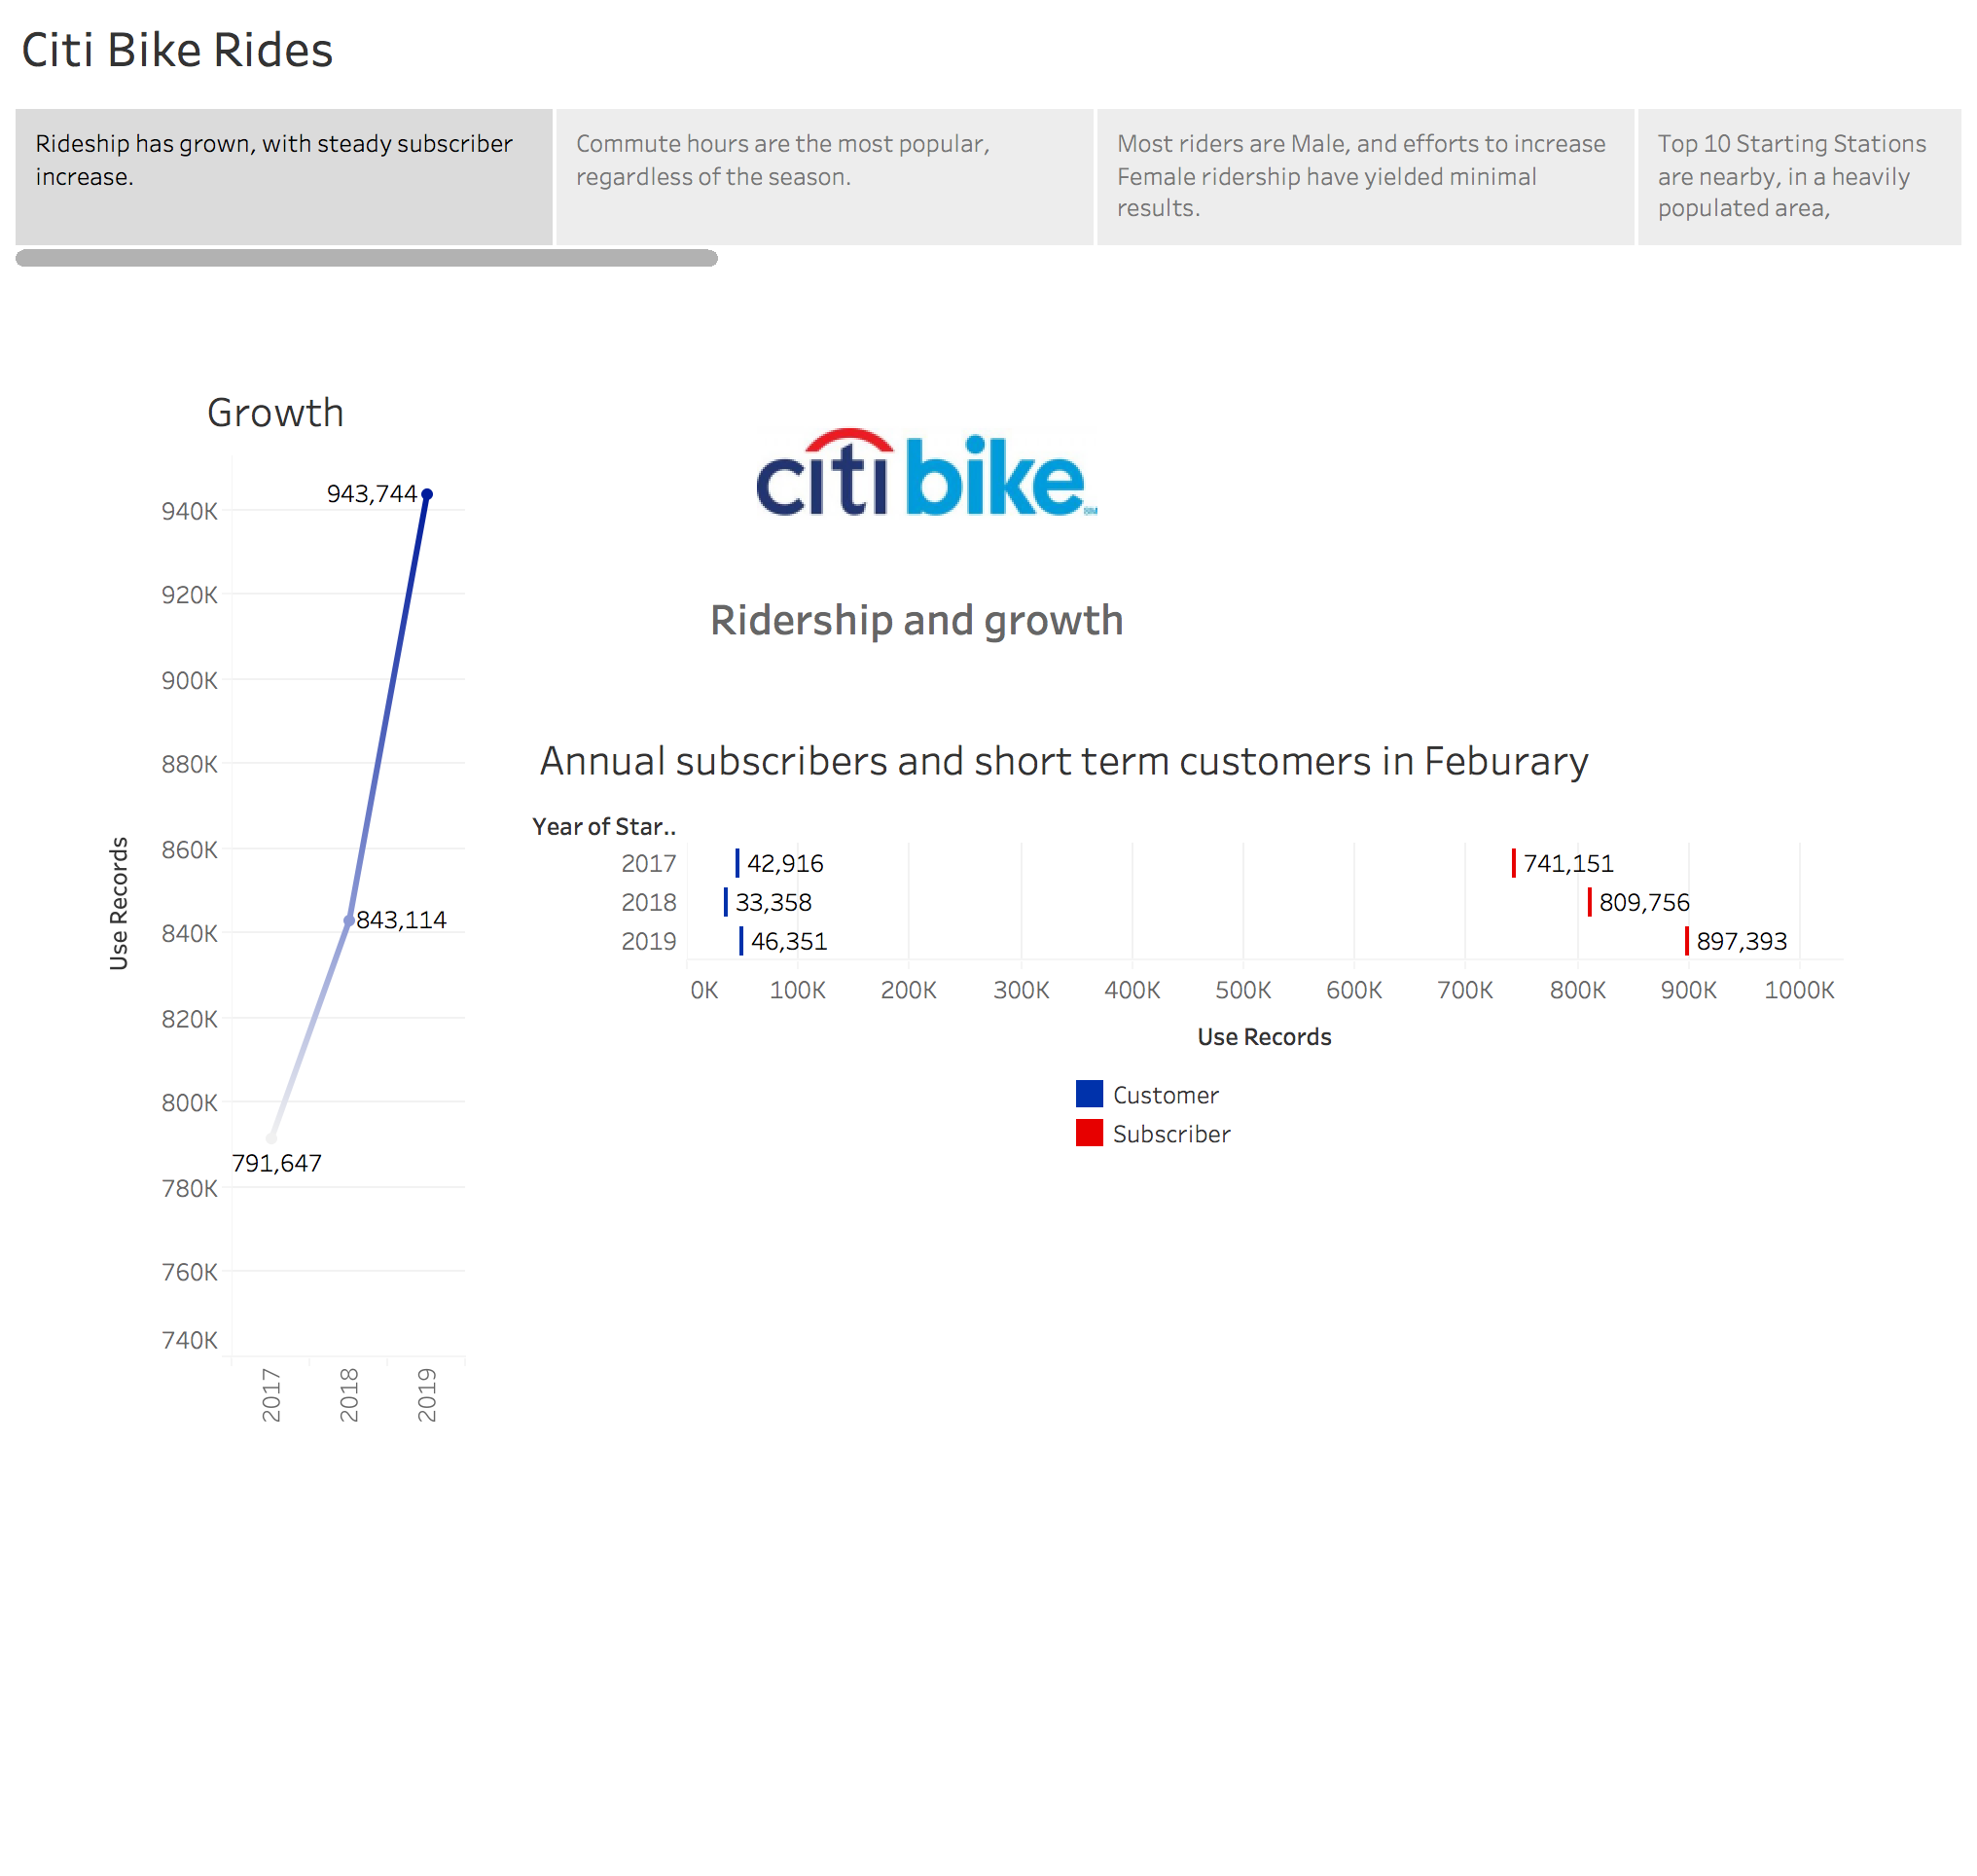 Citi Bike Rides
Rideship has grown, with steady subscriber
increase.
Commute hours are the most popular,
regardless of the season.
Most riders are Male, and efforts to increase
Female ridership have yielded minimal
results.
Top 10 Starting Stations
are nearby, in a heavily
populated area,
Growth
943,744
940K
920K
900K
880K
860K
843,114
840K
820K
800K
791,647
780K
760K
740K
Use Records
2017
2018
2019
citi bike
SM
Ridership and growth
Annual subscribers and short term customers in Feburary
Year of Star..
2017 42,916 741,151
2018 33,358 809,756
2019 46,351 897,393
0K 100K 200K 300K 400K 500K 600K 700K 800K 900K 1000K
Use Records
Customer
Subscriber